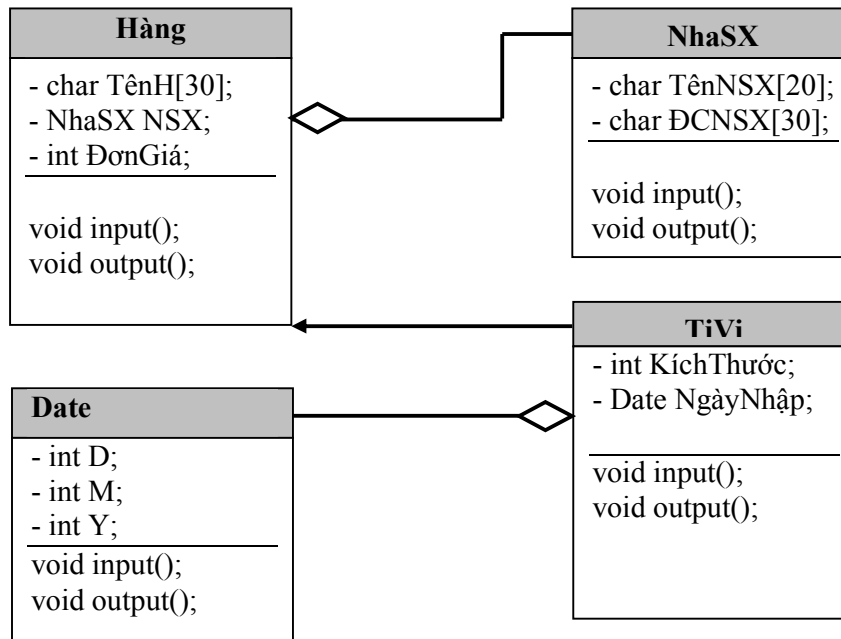 Hàng
- char TênH[30];
- NhaSX NSX;
- int ĐơnGiá;
void input();
void output();
NhaSX
- char TênNSX[20];
- char ĐCNSX[30];
void input();
void output();
TiVi
- int KíchThước;
- Date NgàyNhập;
void input();
void output();
Date
- int D;
- int M;
- int Y;
void input();
void output();